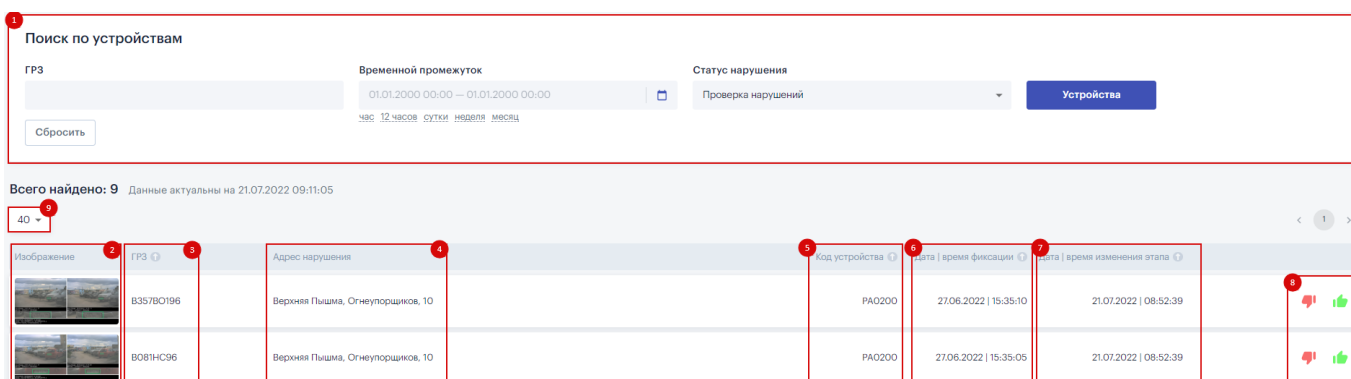 1
Поиск по устройствам
ГРЗ Временной промежуток Статус нарушения
01.01.2000 00:00 — 01.01.2000 00:00 Проверка нарушений Устройства
час 12 часов сутки неделя месяц
Сбросить
Всего найдено: 9 Данные актуальны на 21.07.2022 09:11:05
9
40 1
2 3 4 5 6 7
Изображение ГРЗ Адрес нарушения Код устройства Дата | время фиксации Дата | время изменения этапа
8
В357ВО196 Верхняя Пышма, Огнеупорщиков, 10 PA0200 27.06.2022 | 15:35:10 21.07.2022 | 08:52:39
В081НС96 Верхняя Пышма, Огнеупорщиков, 10 PA0200 27.06.2022 | 15:35:05 21.07.2022 | 08:52:39